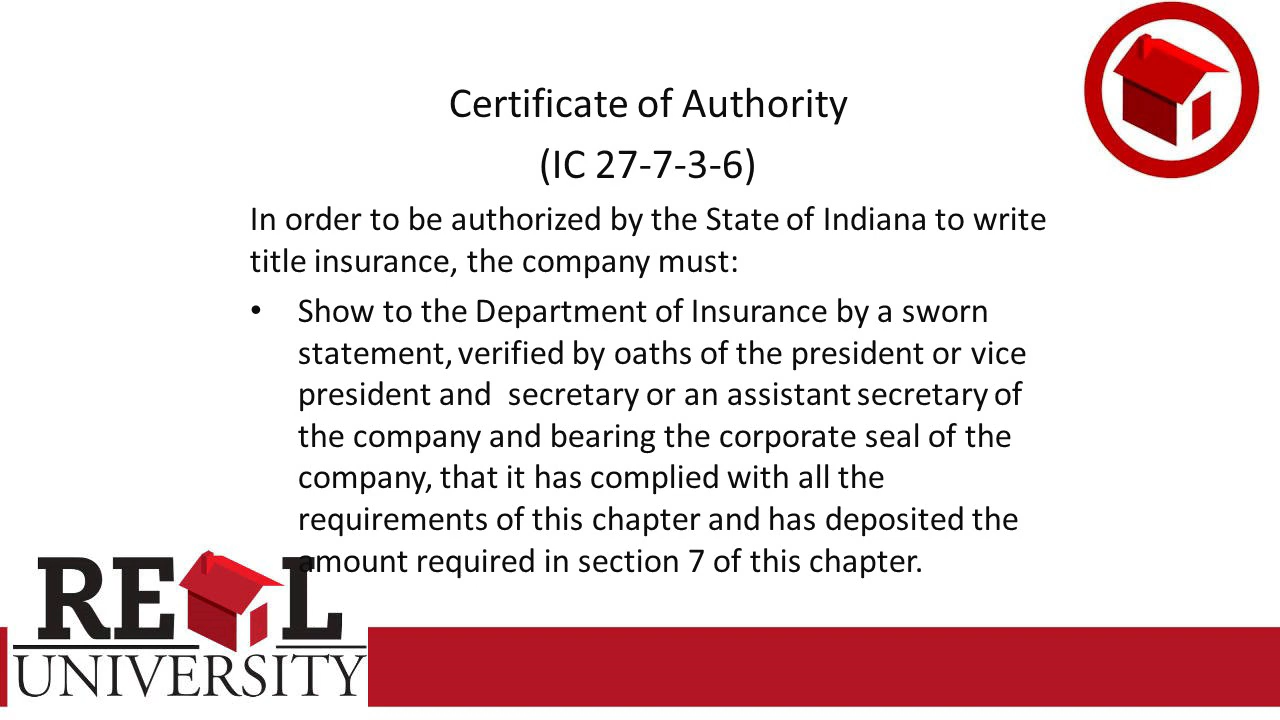 Certificate of Authority
(IC 27-7-3-6)
In order to be authorized by the State of Indiana to write
title insurance, the company must:
• Show to the Department of Insurance by a sworn
statement, verified by oaths of the president or vice
president and secretary or an assistant secretary of
the company and bearing the corporate seal of the
company, that it has complied with all the
requirements of this chapter and has deposited the
amount required in section 7 of this chapter.
RE L
UNIVERSITY